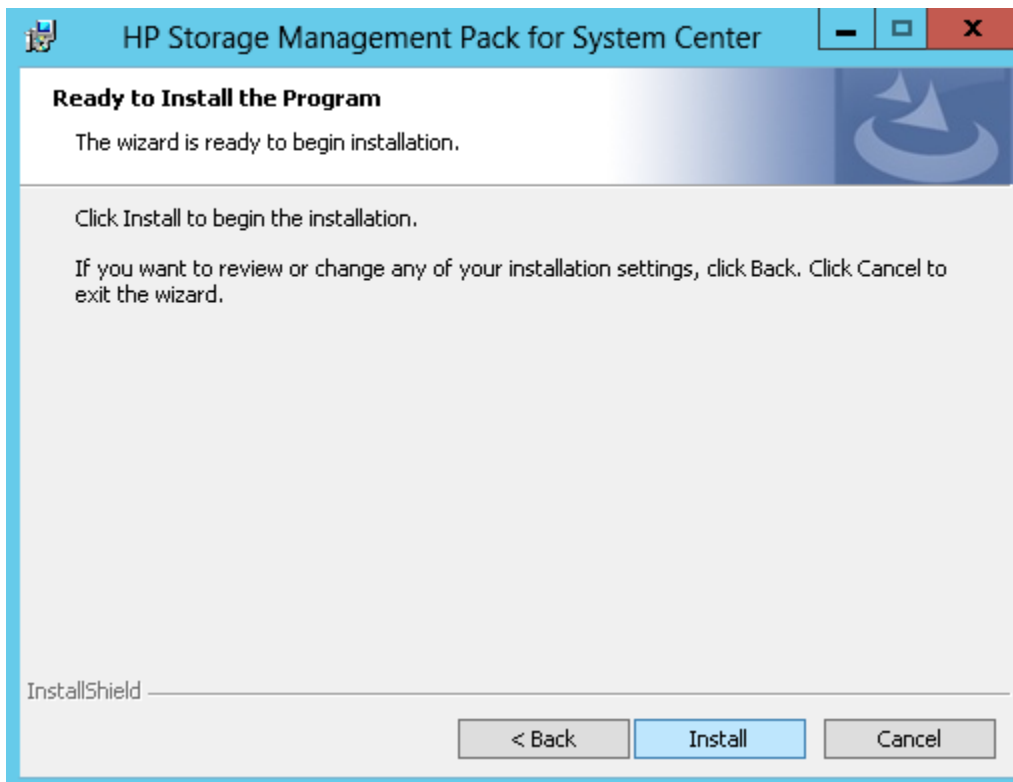 HP Storage Management Pack for System Center
Ready to Install the Program
The wizard is ready to begin installation.
Click Install to begin the installation.
If you want to review or change any of your installation settings, click Back. Click Cancel to
exit the wizard.
InstallShield
< Back
Install
Cancel